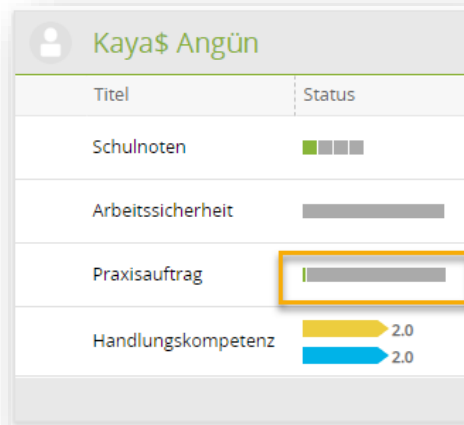 Kaya$ Angün
Titel Status
Schulnoten
Arbeitssicherheit
Praxisauftrag
Handlungskompetenz 2.0
2.0